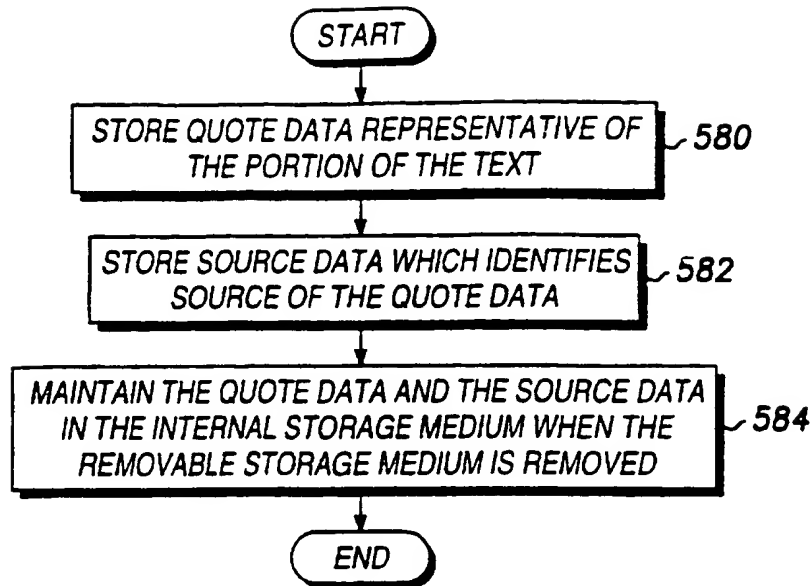 START
STORE QUOTE DATA REPRESENTATIVE OF
THE PORTION OF THE TEXT
580
STORE SOURCE DATA WHICH IDENTIFIES
SOURCE OF THE QUOTE DATA
582
MAINTAIN THE QUOTE DATA AND THE SOURCE DATA
IN THE INTERNAL STORAGE MEDIUM WHEN THE
REMOVABLE STORAGE MEDIUM IS REMOVED
584
END